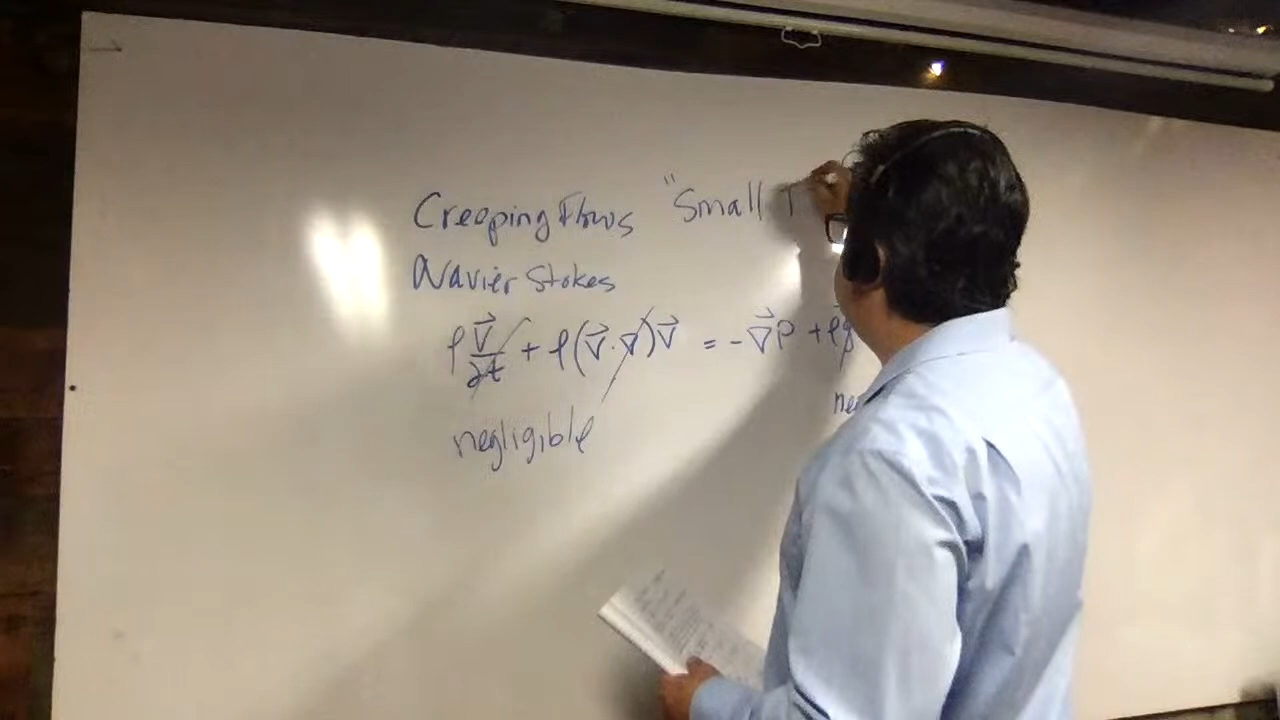 Creeping Flows "Small
Navier Stokes
ρ V⃗/∂t + ρ(V⃗·∇)V⃗ = -∇⃗P + ρg
negligible